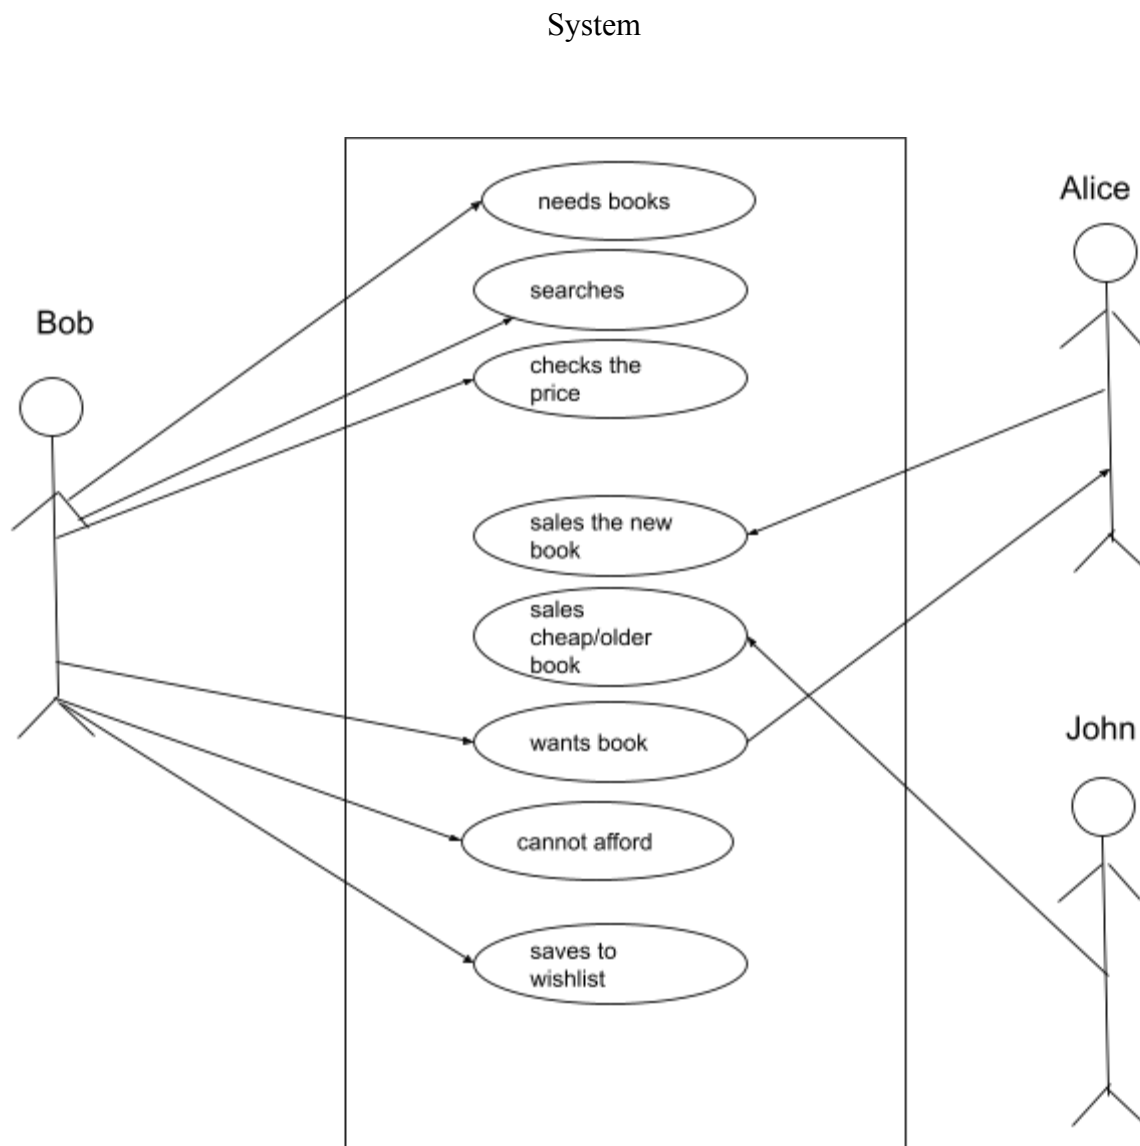 System
Alice
needs books
searches
Bob
checks the
price
sales the new
book
sales
cheap/older
book
John
wants book
cannot afford
saves to
wishlist